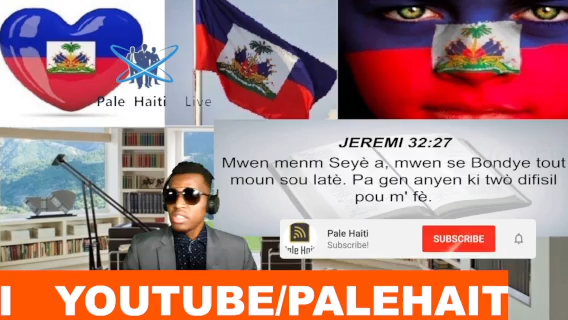 Pale Haiti Live
JEREMI 32:27
Mwen menm Seyè a, mwen se Bondye tout
moun sou latè. Pa gen anyen ki twò difisil
pou m' fè.
Pale Haiti
Subscribe!
SUBSCRIBE
I YOUTUBE/PALEHAIT